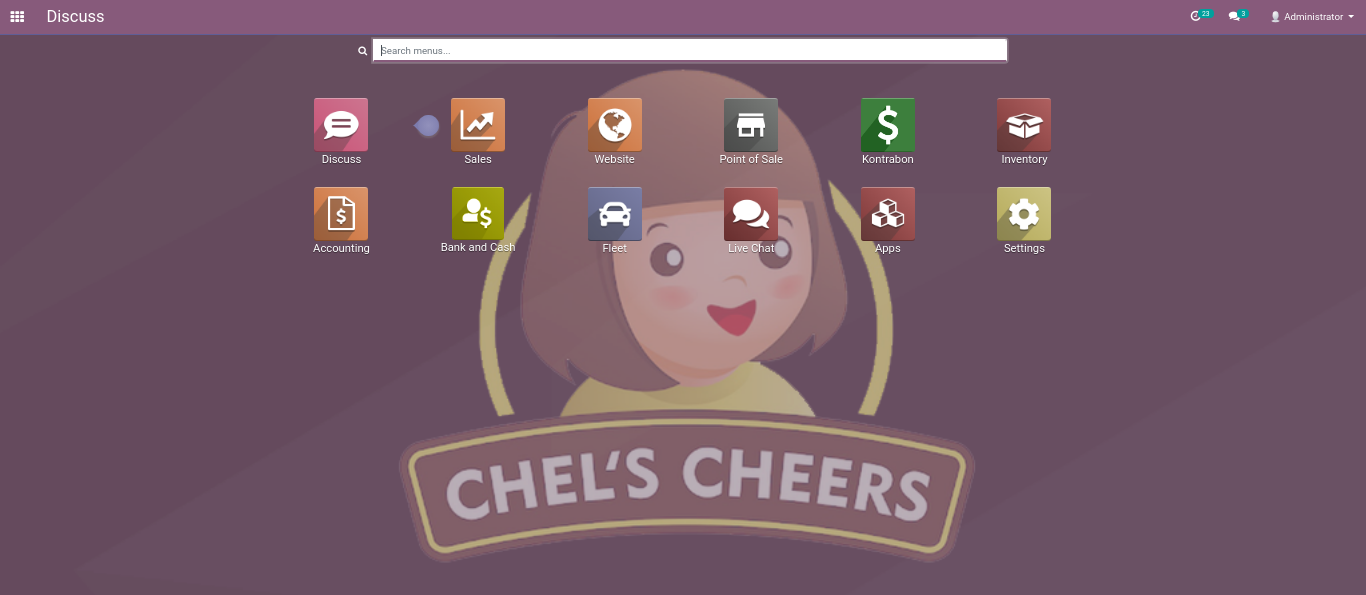 Discuss
23
3
Administrator
Search menus...
Discuss
Sales
Website
Point of Sale
Kontrabon
Inventory
Accounting
Bank and Cash
Fleet
Live Chat
Apps
Settings
CHEL'S CHEERS